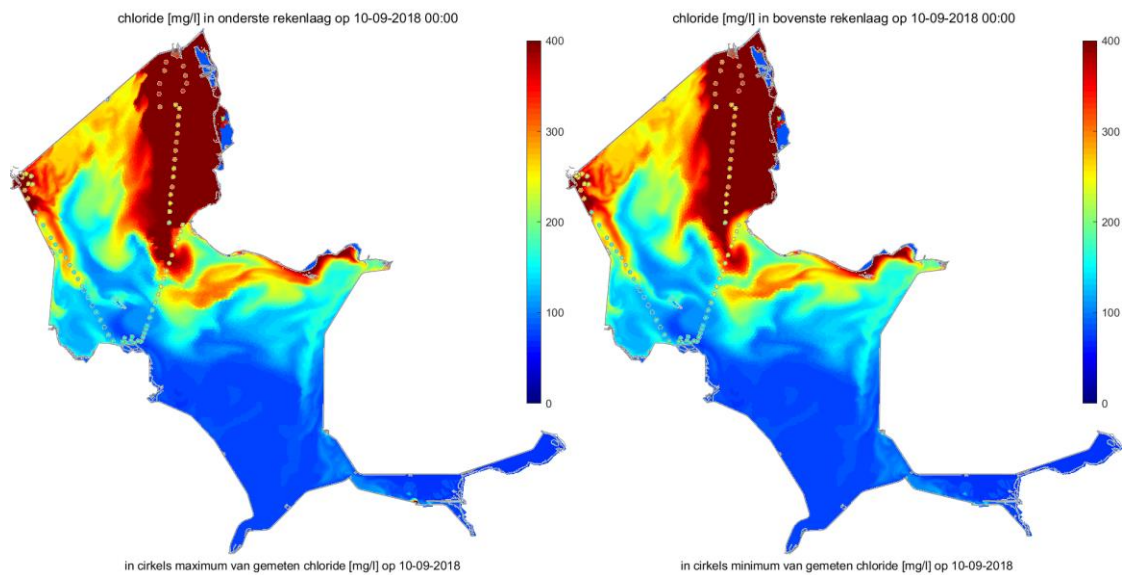 chloride [mg/l] in onderste rekenlaag op 10-09-2018 00:00
400
300
200
100
0
in cirkels maximum van gemeten chloride [mg/l] op 10-09-2018
chloride [mg/l] in bovenste rekenlaag op 10-09-2018 00:00
400
300
200
100
0
in cirkels minimum van gemeten chloride [mg/l] op 10-09-2018